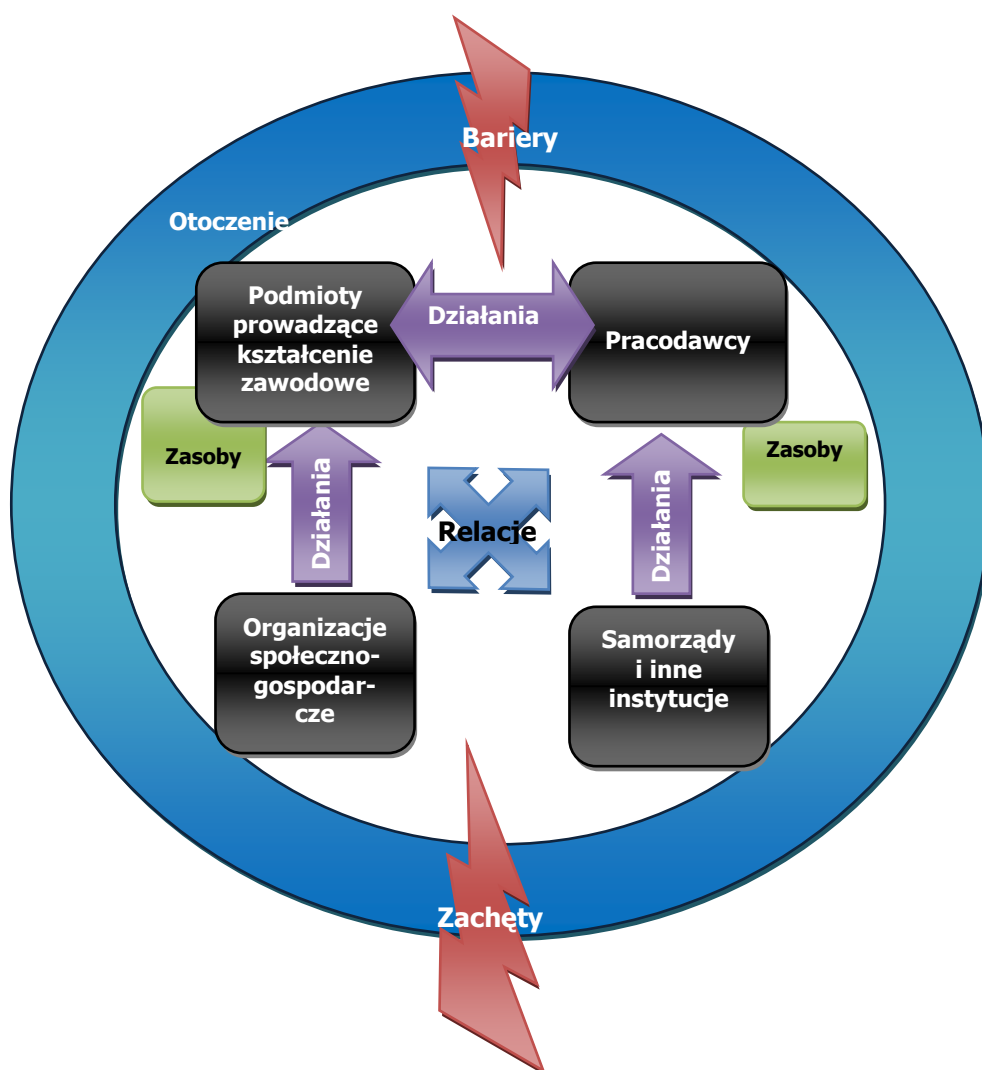 Bariery
Otoczenie
Podmioty
prowadzące
kształcenie
zawodowe
Działania
Pracodawcy
Zasoby
Zasoby
Działania
Relacje
Działania
Organizacje
społeczno-
gospodar-
cze
Samorządy
i inne
instytucje
Zachęty